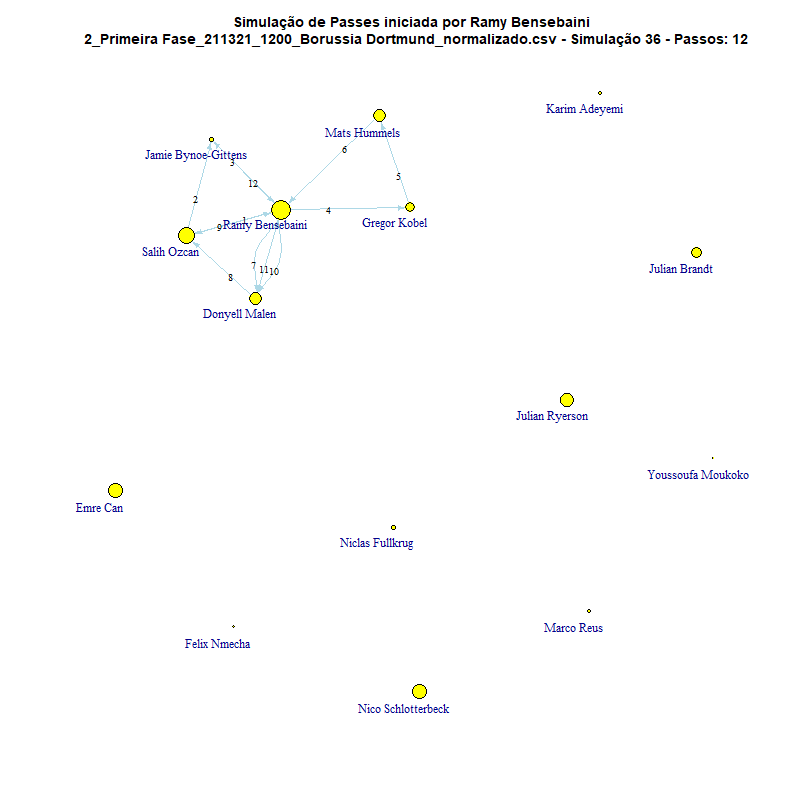 Simulação de Passes iniciada por Ramy Bensebaini
2_Primeira Fase_211321_1200_Borussia Dortmund_normalizado.csv - Simulação 36 - Passos: 12
Karim Adeyemi
Mats Hummels
6
Jamie Bynoe-Gittens
3
5
12
2
4
9
1
Ramy Bensebaini
Gregor Kobel
Salih Ozcan
Julian Brandt
7
11
10
8
Donyell Malen
Julian Ryerson
Youssoufa Moukoko
Emre Can
Niclas Fullkrug
Marco Reus
Felix Nmecha
Nico Schlotterbeck